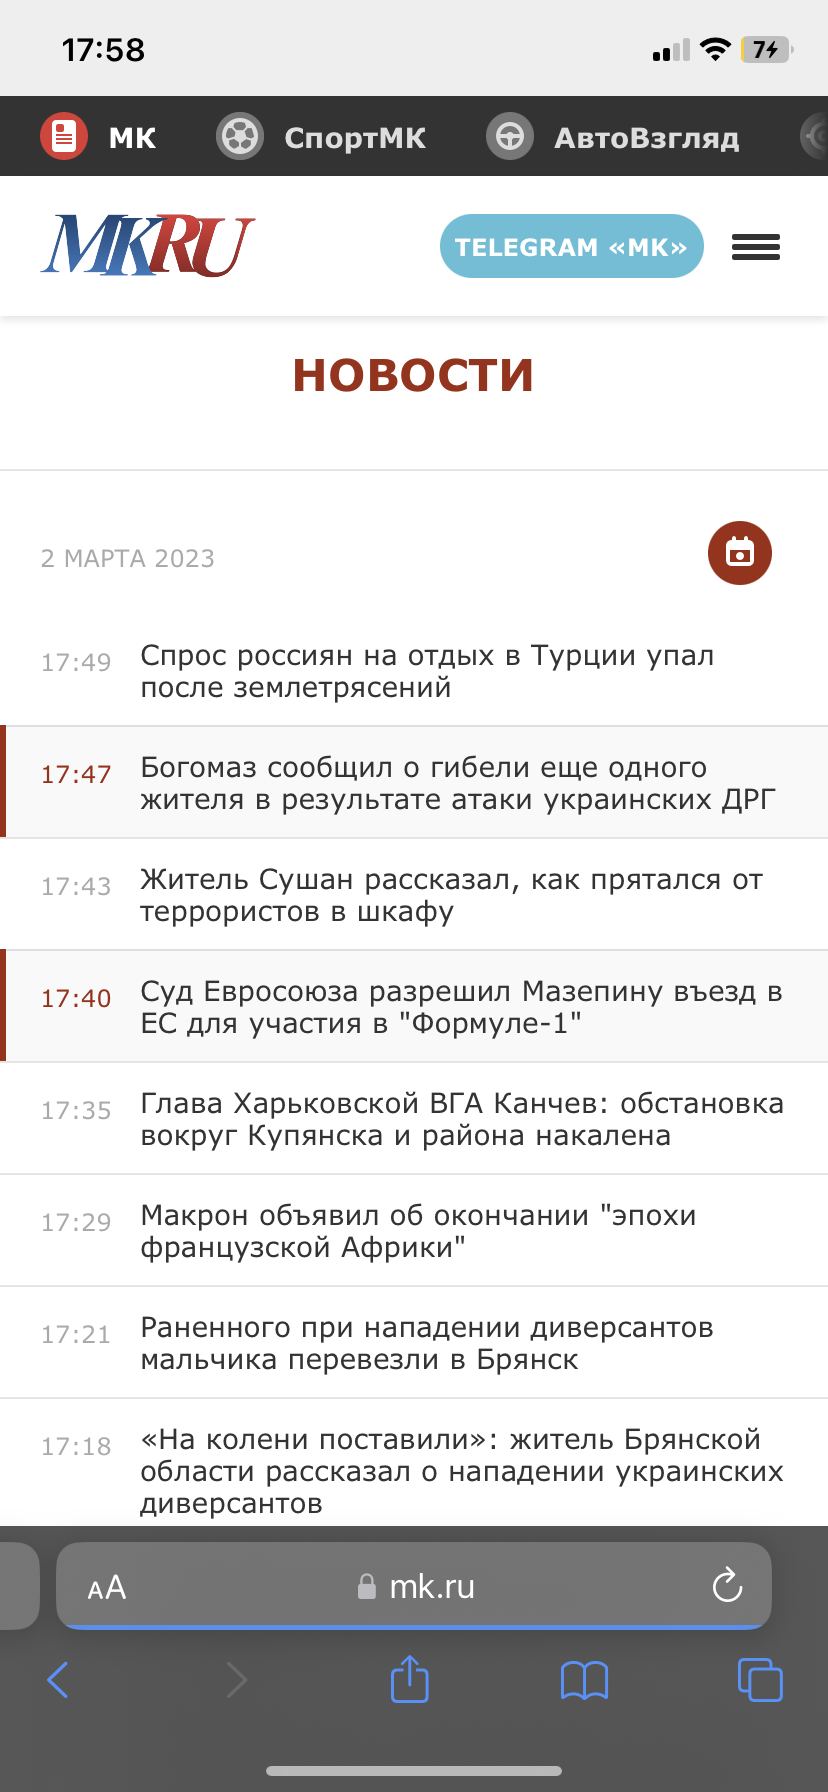 17:58
7
МК
СпортМК
АвтоВзгляд
MKRU
TELEGRAM «МК»
НОВОСТИ
2 МАРТА 2023
17:49
Спрос россиян на отдых в Турции упал
после землетрясений
17:47
Богомаз сообщил о гибели еще одного
жителя в результате атаки украинских ДРГ
17:43
Житель Сушан рассказал, как прятался от
террористов в шкафу
17:40
Суд Евросоюза разрешил Мазепину въезд в
ЕС для участия в "Формуле-1"
17:35
Глава Харьковской ВГА Канчев: обстановка
вокруг Купянска и района накалена
17:29
Макрон объявил об окончании "эпохи
французской Африки"
17:21
Раненного при нападении диверсантов
мальчика перевезли в Брянск
17:18
«На колени поставили»: житель Брянской
области рассказал о нападении украинских
диверсантов
AA
mk.ru